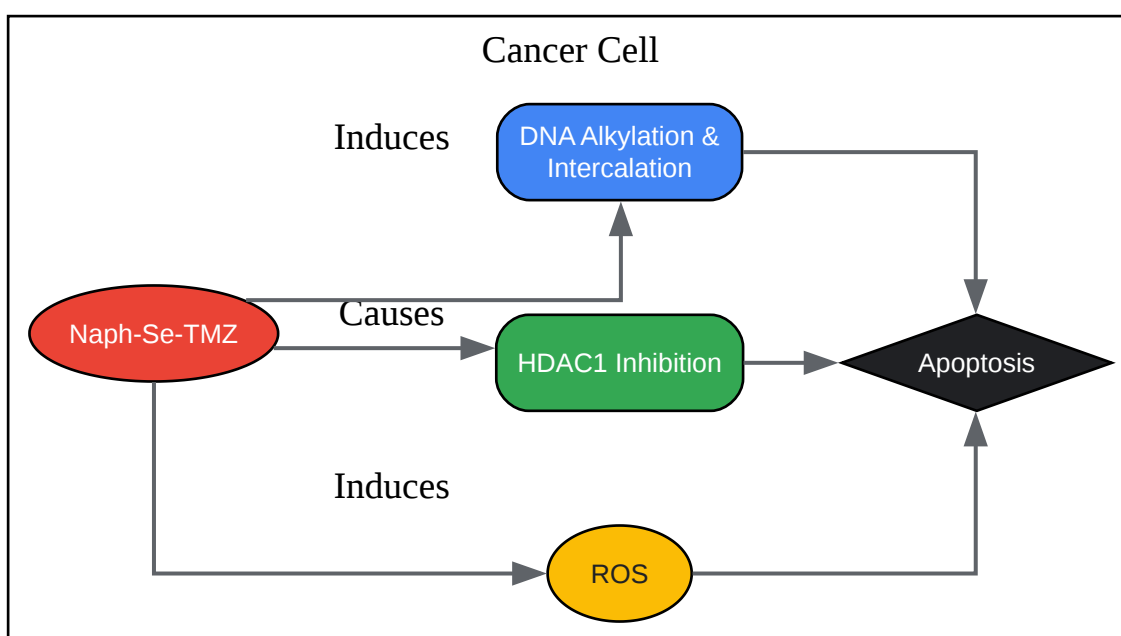 Cancer Cell
Induces
DNA Alkylation &
Intercalation
Naph-Se-TMZ
Causes
HDAC1 Inhibition
Apoptosis
Induces
ROS